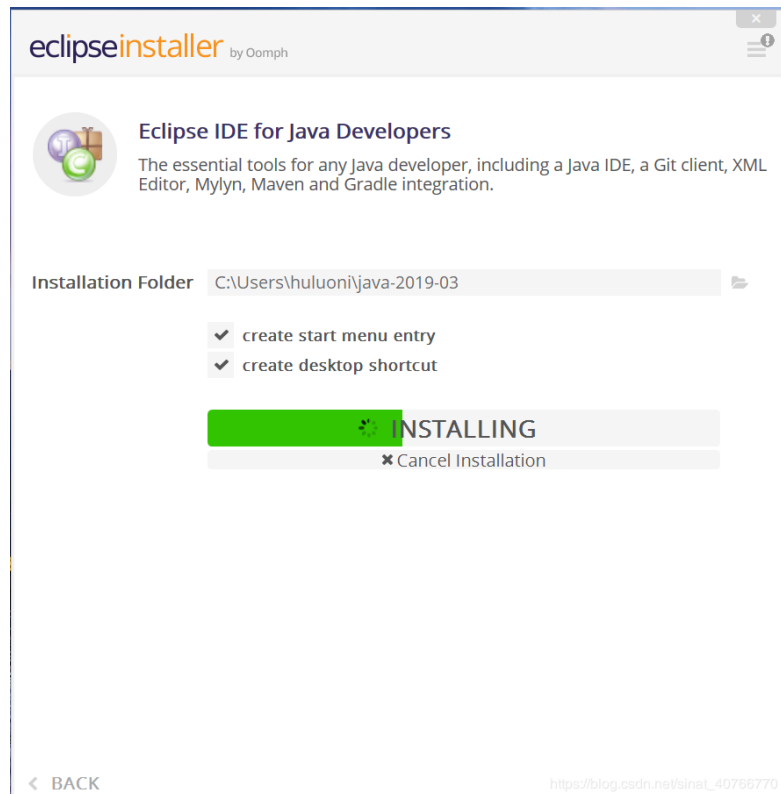 eclipseinstaller by Oomph
Eclipse IDE for Java Developers
The essential tools for any Java developer, including a Java IDE, a Git client, XML
Editor, Mylyn, Maven and Gradle integration.
Installation Folder C:\Users\huluoni\java-2019-03
create start menu entry
create desktop shortcut
INSTALLING
Cancel Installation
BACK
https://blog.csdn.net/sinat_40766770